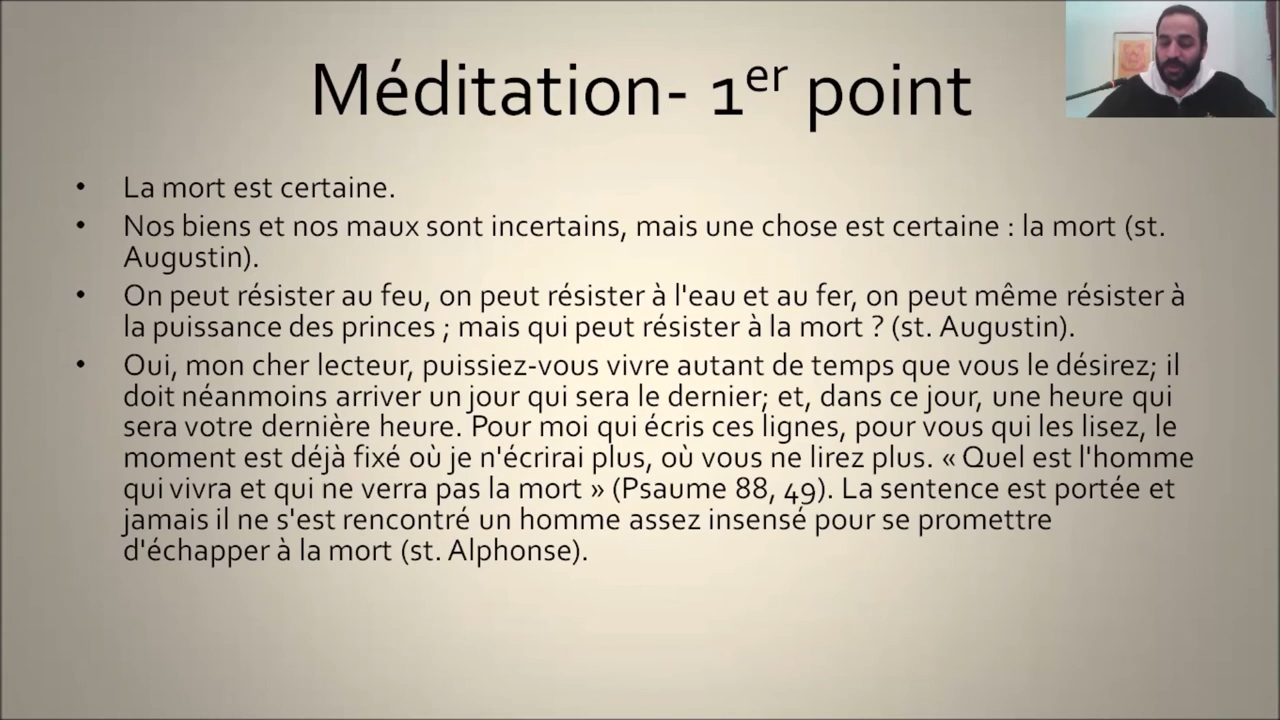 Méditation- 1er point
• La mort est certaine.
• Nos biens et nos maux sont incertains, mais une chose est certaine : la mort (st.
Augustin).
• On peut résister au feu, on peut résister à l'eau et au fer, on peut même résister à
la puissance des princes ; mais qui peut résister à la mort ? (st. Augustin).
• Oui, mon cher lecteur, puissiez-vous vivre autant de temps que vous le désirez; il
doit néanmoins arriver un jour qui sera le dernier; et, dans ce jour, une heure qui
sera votre dernière heure. Pour moi qui écris ces lignes, pour vous qui les lisez, le
moment est déjà fixé où je n'écrirai plus, où vous ne lirez plus. « Quel est l'homme
qui vivra et qui ne verra pas la mort » (Psaume 88, 49). La sentence est portée et
jamais il ne s'est rencontré un homme assez insensé pour se promettre
d'échapper à la mort (st. Alphonse).